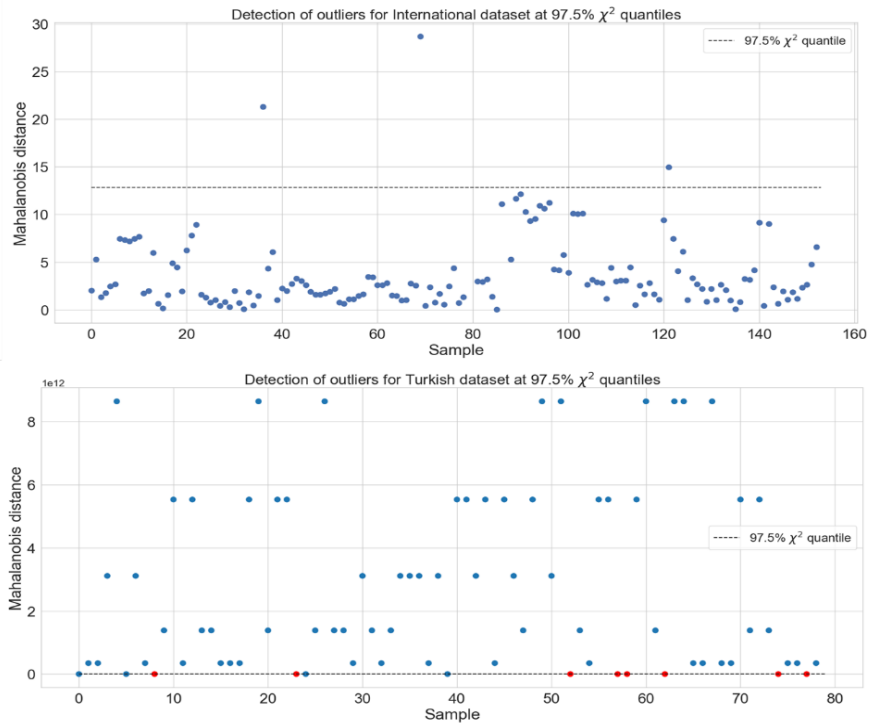 Detection of outliers for International dataset at 97.5% χ² quantiles
30
25
20
15
10
5
0
Mahalanobis distance
97.5% χ² quantile
0 20 40 60 80 100 120 140 160
Sample
Detection of outliers for Turkish dataset at 97.5% χ² quantiles
1e12
8
6
4
2
0
Mahalanobis distance
97.5% χ² quantile
0 10 20 30 40 50 60 70 80
Sample